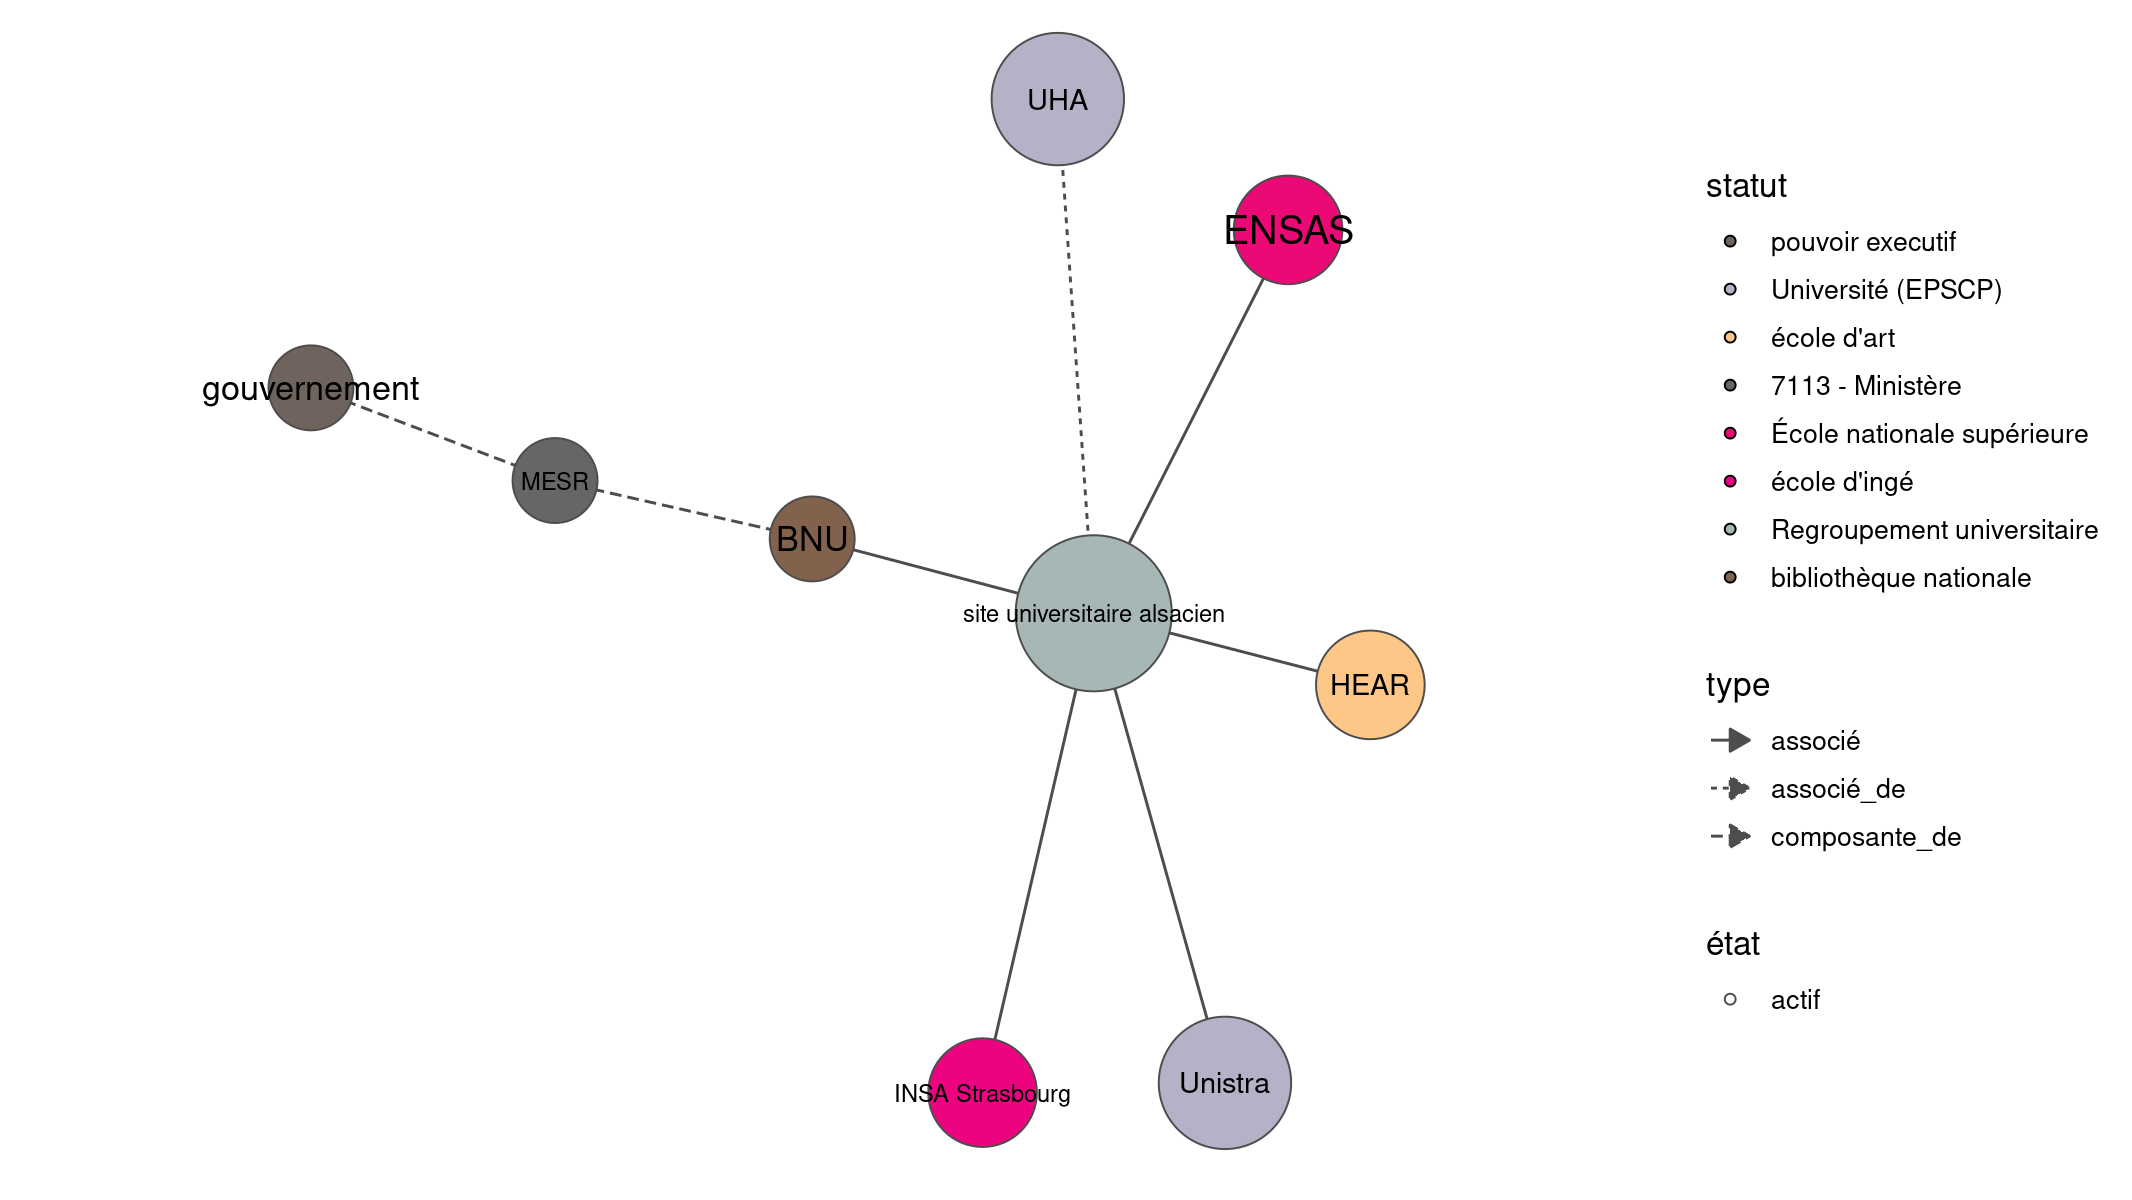 UHA
ENSAS
gouvernement
MESR
BNU
site universitaire alsacien
HEAR
INSA Strasbourg
Unistra
statut
pouvoir executif
Université (EPSCP)
école d'art
7113 - Ministère
École nationale supérieure
école d'ingé
Regroupement universitaire
bibliothèque nationale
type
associé
associé_de
composante_de
état
actif